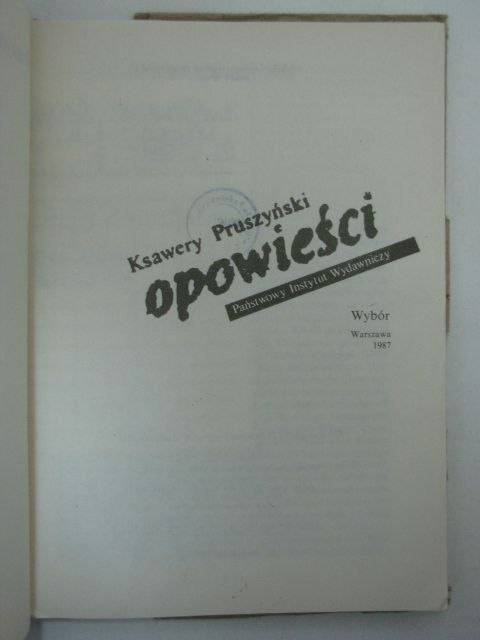 Ksawery Pruszyński
opowieści
Państwowy Instytut Wydawniczy
Wybór
Warszawa
1987